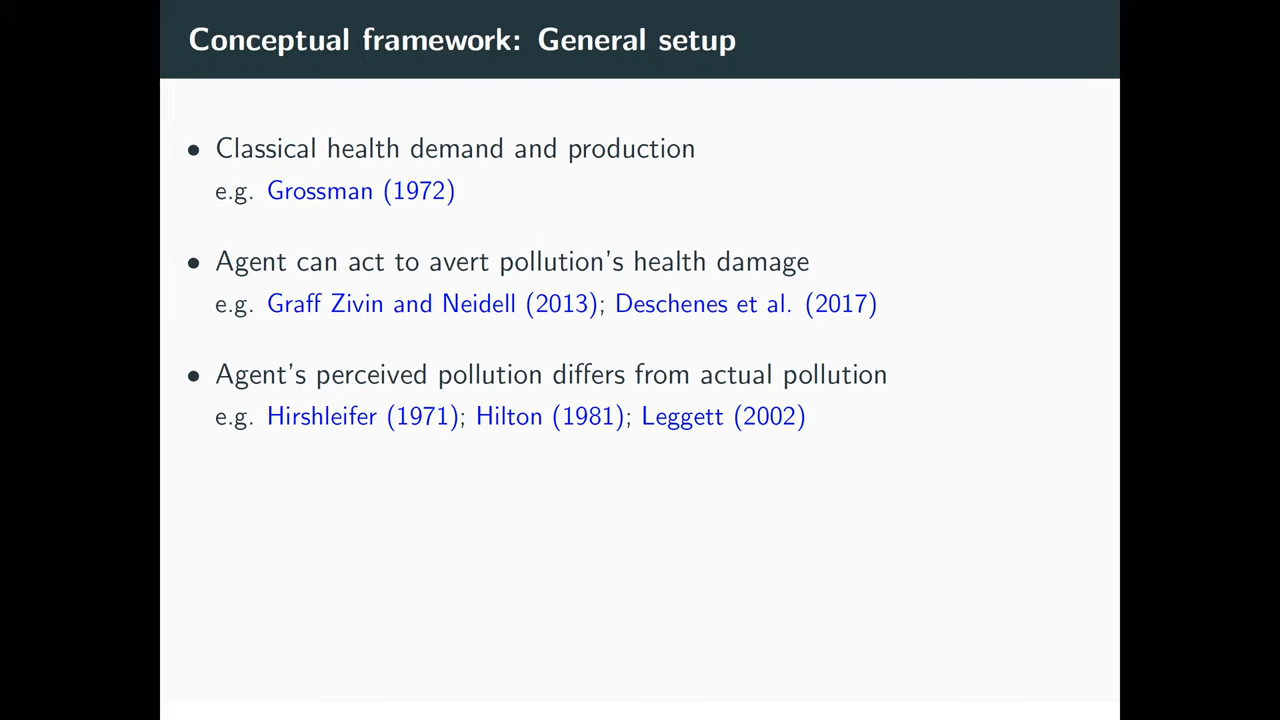 Conceptual framework: General setup
• Classical health demand and production
e.g. Grossman (1972)
• Agent can act to avert pollution's health damage
e.g. Graff Zivin and Neidell (2013); Deschenes et al. (2017)
• Agent's perceived pollution differs from actual pollution
e.g. Hirshleifer (1971); Hilton (1981); Leggett (2002)